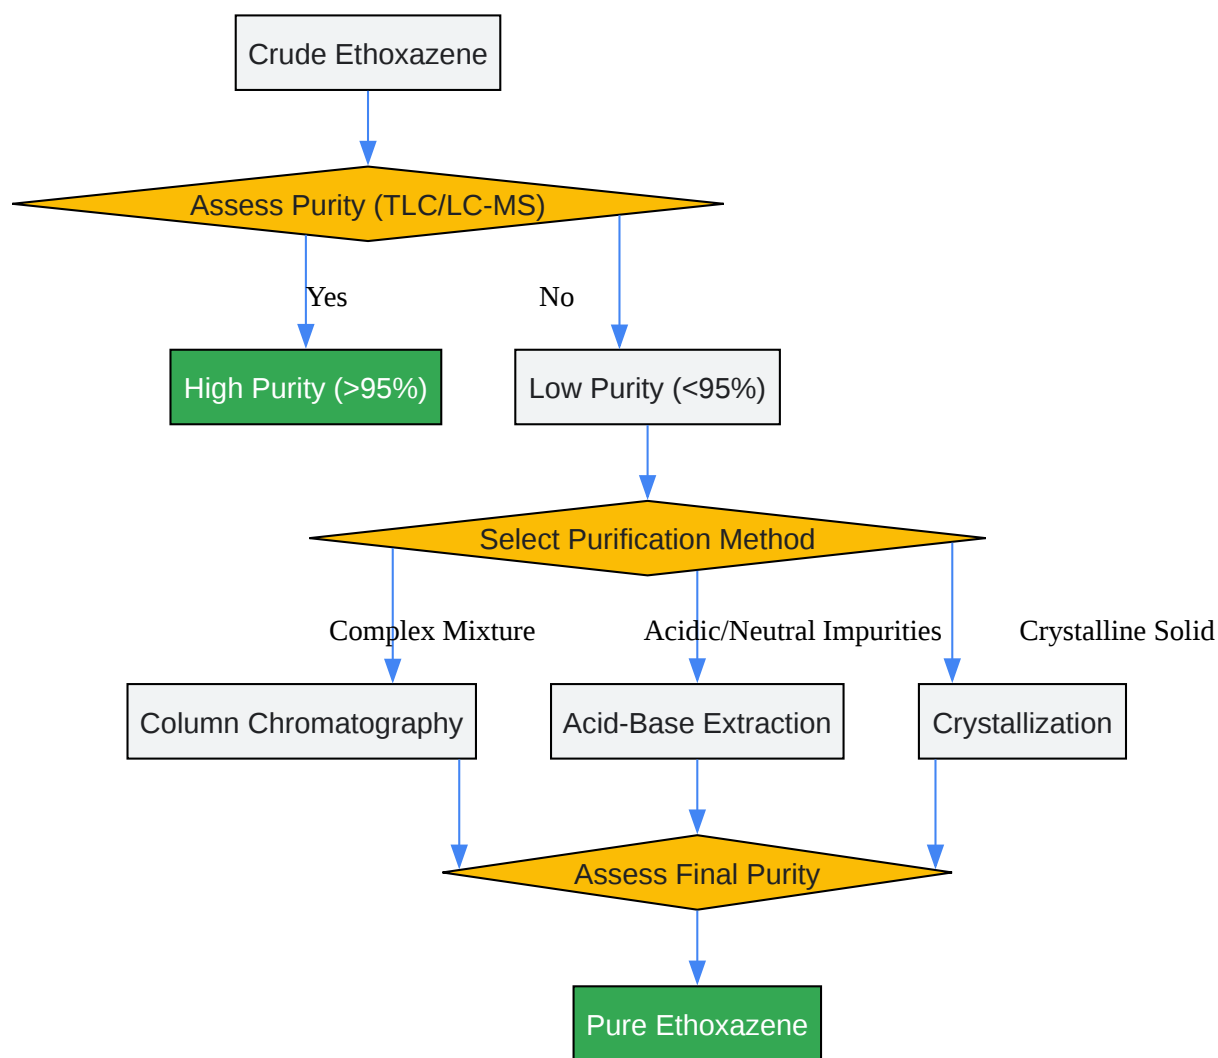 Crude Ethoxazene
Assess Purity (TLC/LC-MS)
Yes
No
High Purity (>95%)
Low Purity (<95%)
Select Purification Method
Complex Mixture
Acidic/Neutral Impurities
Crystalline Solid
Column Chromatography
Acid-Base Extraction
Crystallization
Assess Final Purity
Pure Ethoxazene